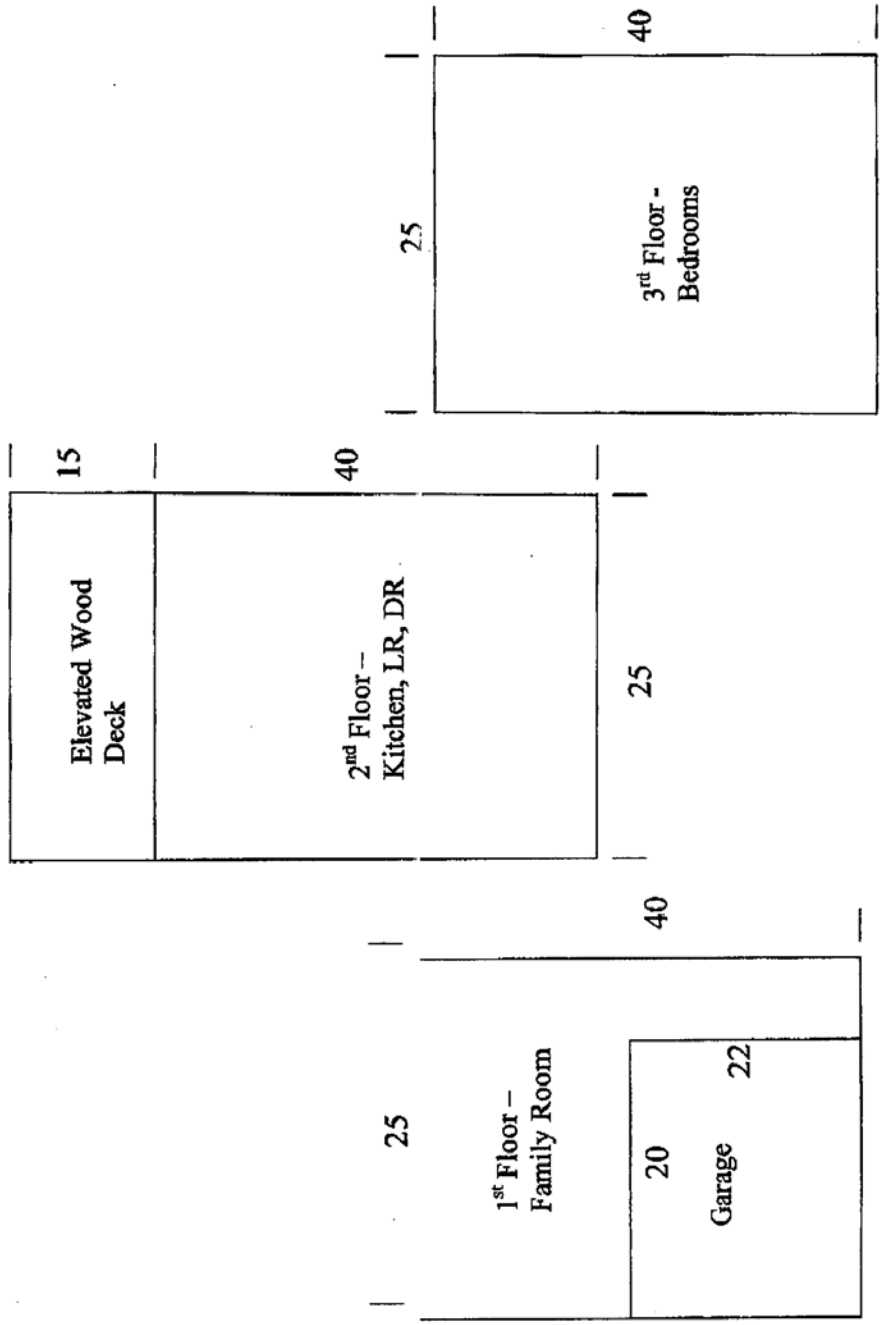 25
1st Floor –
Family Room
40
20
22
Garage
Elevated Wood
Deck
15
2nd Floor –
Kitchen, LR, DR
40
25
25
3rd Floor -
Bedrooms
40